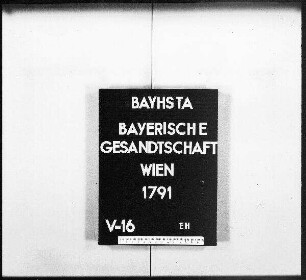 BAYHSTA
BAYERISCHE
GESANDTSCHAFT
WIEN
1791
V-16 EH